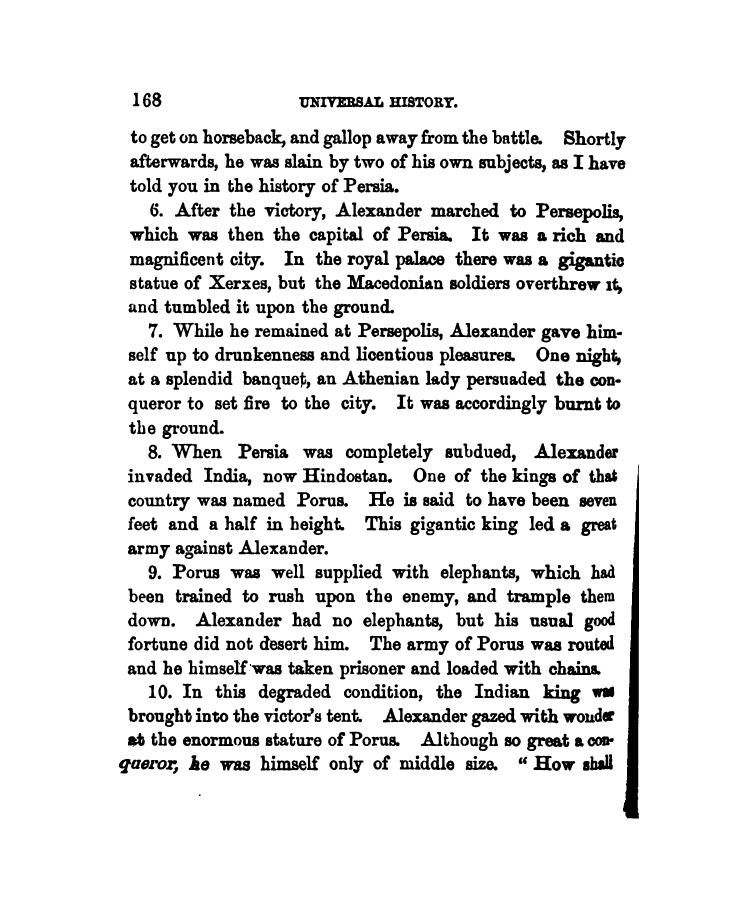 168 UNIVERSAL HISTORY.
to get on horseback, and gallop away from the battle. Shortly
afterwards, he was slain by two of his own subjects, as I have
told you in the history of Persia.
6. After the victory, Alexander marched to Persepolis,
which was then the capital of Persia. It was a rich and
magnificent city. In the royal palace there was a gigantic
statue of Xerxes, but the Macedonian soldiers overthrew it,
and tumbled it upon the ground.
7. While he remained at Persepolis, Alexander gave him-
self up to drunkenness and licentious pleasures. One night,
at a splendid banquet, an Athenian lady persuaded the con-
queror to set fire to the city. It was accordingly burnt to
the ground.
8. When Persia was completely subdued, Alexander
invaded India, now Hindostan. One of the kings of that
country was named Porus. He is said to have been seven
feet and a half in height. This gigantic king led a great
army against Alexander.
9. Porus was well supplied with elephants, which had
been trained to rush upon the enemy, and trample them
down. Alexander had no elephants, but his usual good
fortune did not desert him. The army of Porus was routed
and he himself was taken prisoner and loaded with chains.
10. In this degraded condition, the Indian king was
brought into the victor's tent. Alexander gazed with wonder
at the enormous stature of Porus. Although so great a con-
queror, he was himself only of middle size. " How shall